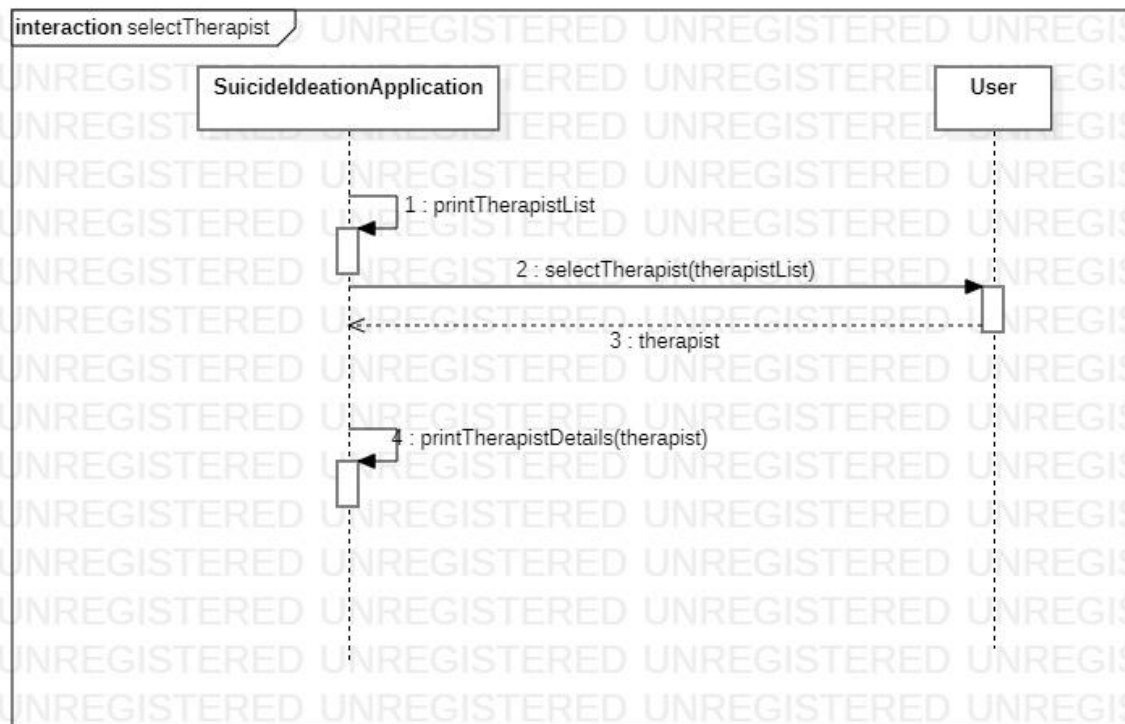 interaction selectTherapist
SuicideIdeationApplication
User
1 : printTherapistList
2 : selectTherapist(therapistList)
3 : therapist
4 : printTherapistDetails(therapist)
UNREGISTERED